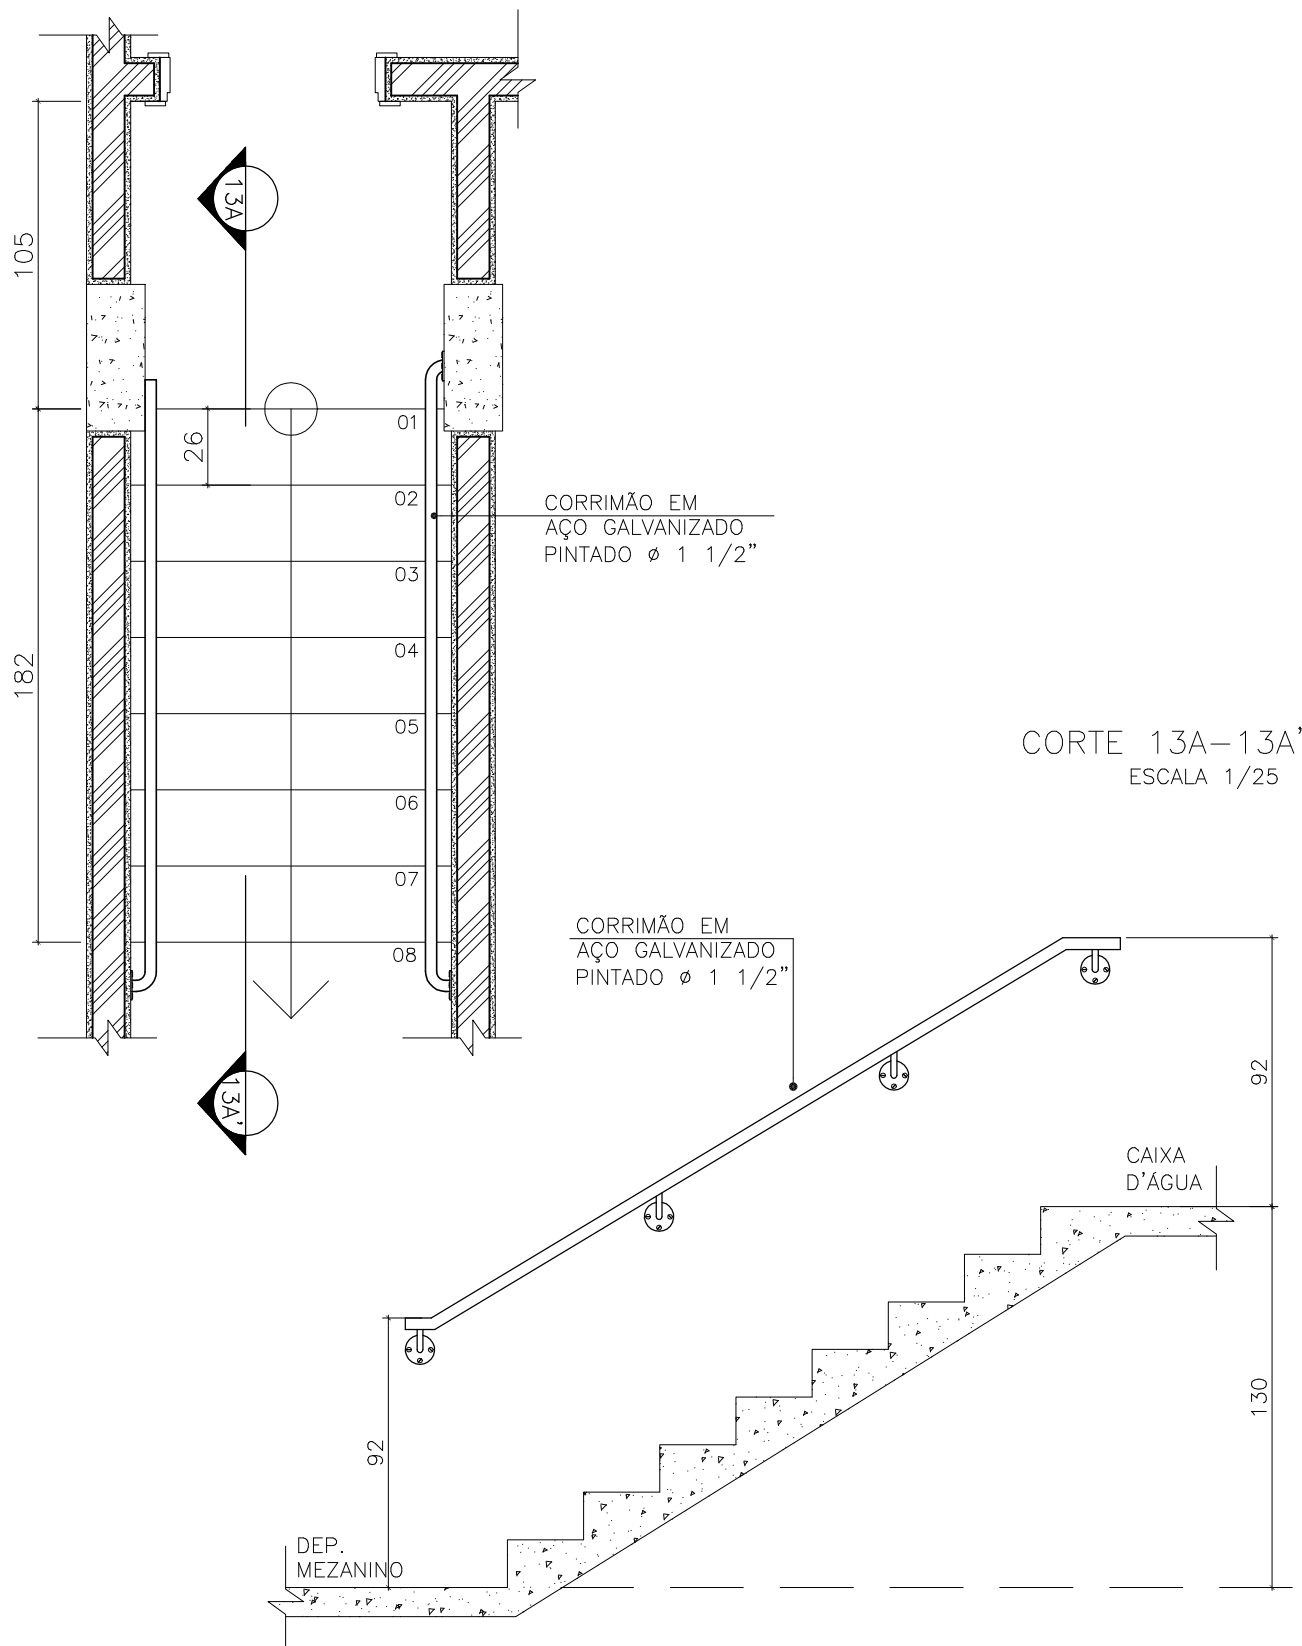 13A
105
01
26
02
CORRIMÃO EM
AÇO GALVANIZADO
PINTADO ø 1 1/2”
03
04
182
05
06
07
08
13A'
CORTE 13A-13A'
ESCALA 1/25
CORRIMÃO EM
AÇO GALVANIZADO
PINTADO ø 1 1/2”
92
CAIXA
D'ÁGUA
130
92
DEP.
MEZANINO